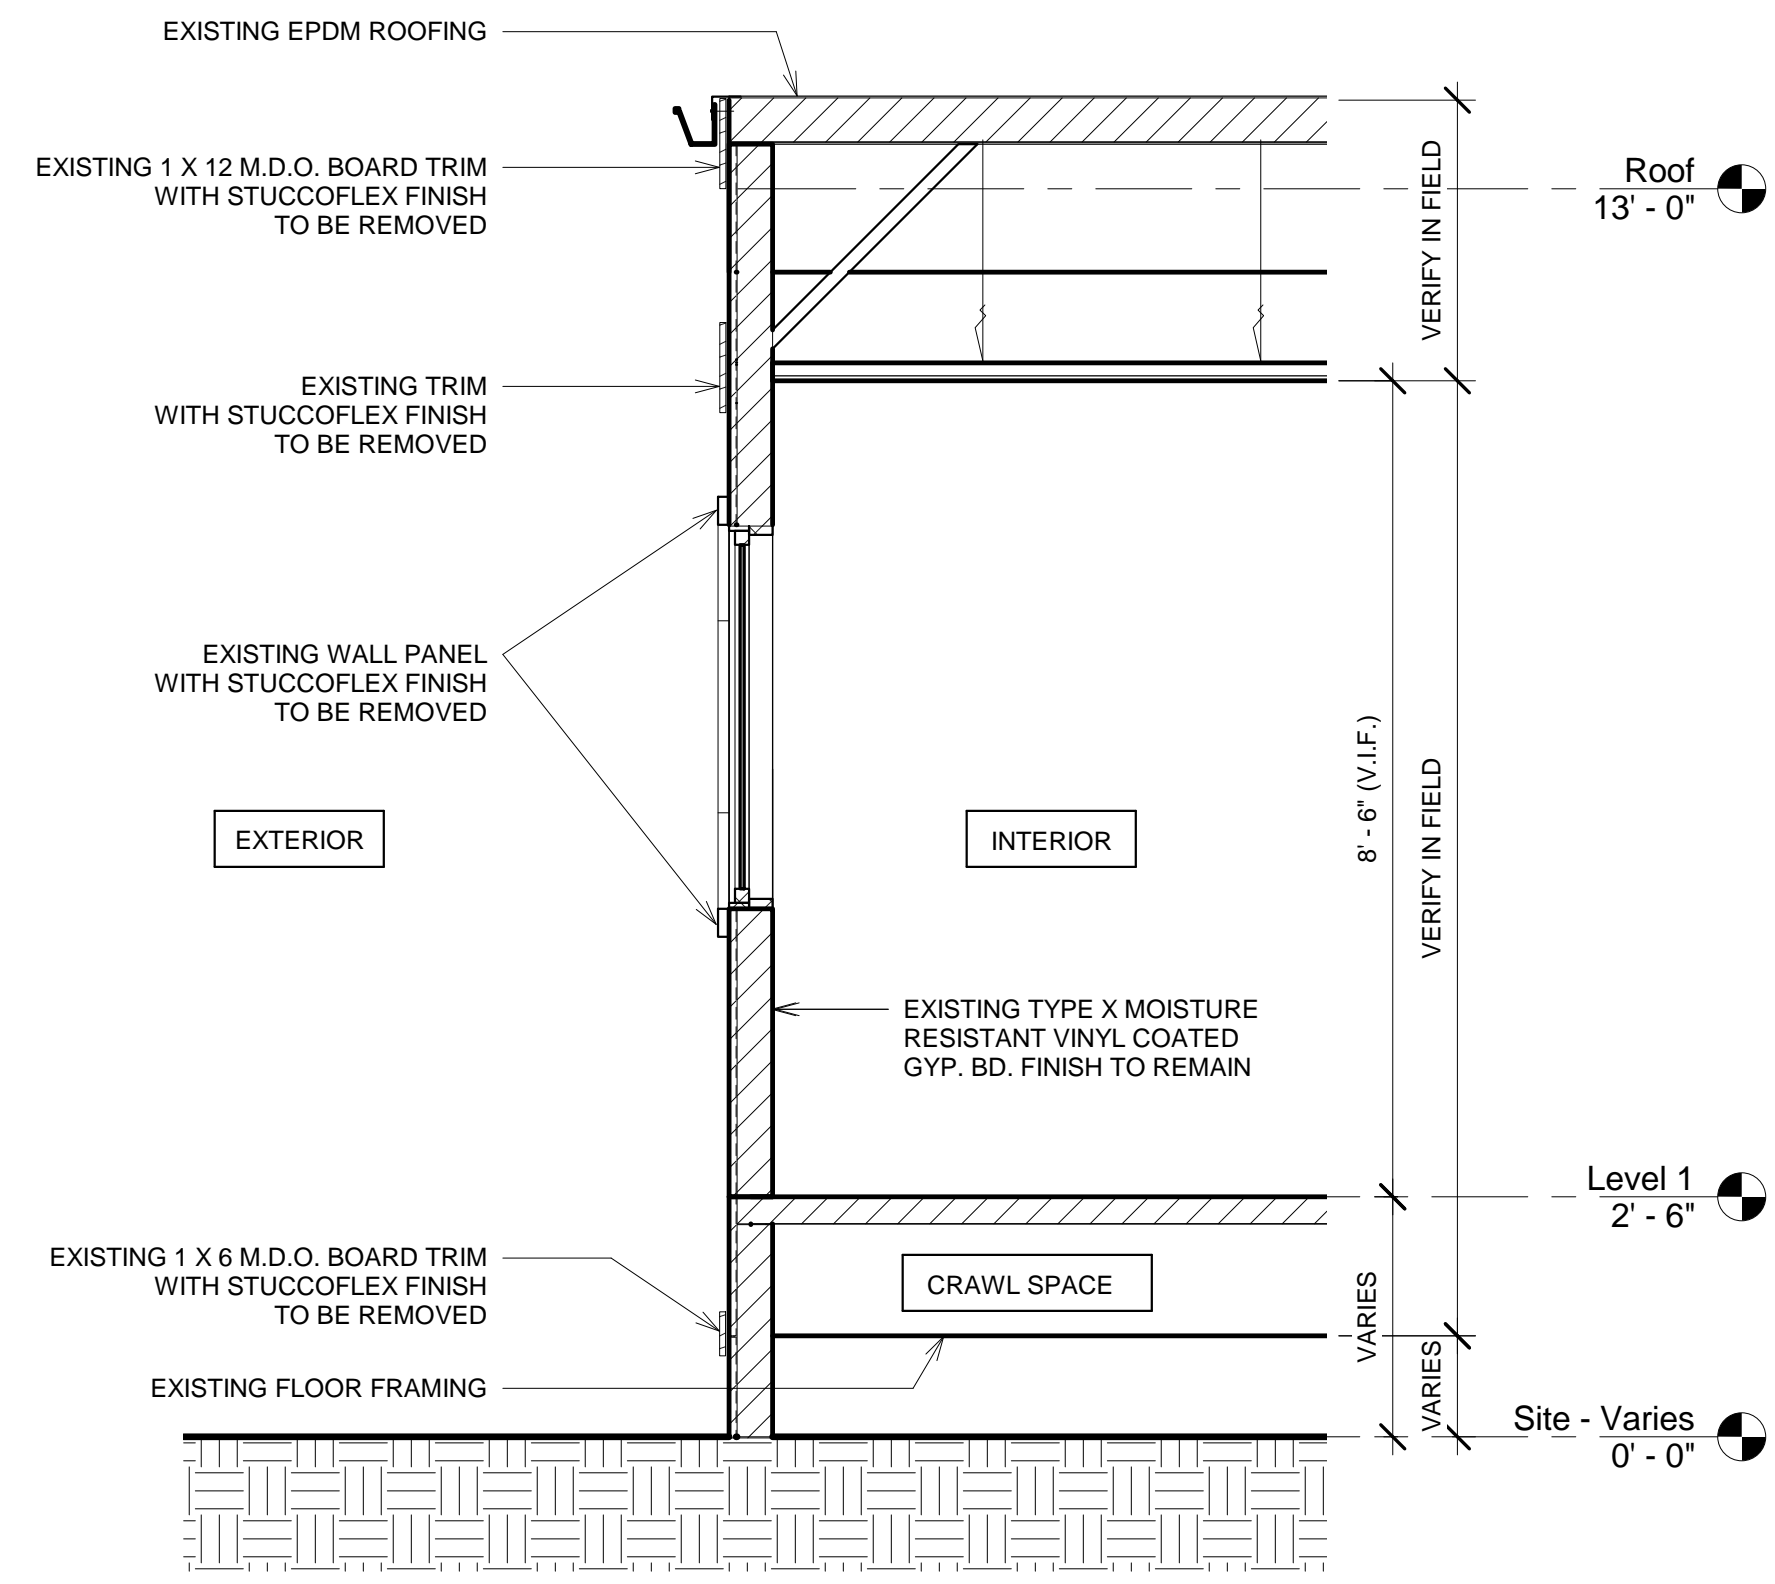 EXISTING EPDM ROOFING
EXISTING 1 X 12 M.D.O. BOARD TRIM
WITH STUCCOFLEX FINISH
TO BE REMOVED
Roof
13' - 0"
VERIFY IN FIELD
EXISTING TRIM
WITH STUCCOFLEX FINISH
TO BE REMOVED
EXISTING WALL PANEL
WITH STUCCOFLEX FINISH
TO BE REMOVED
EXTERIOR
INTERIOR
8' - 6" (V.I.F.)
VERIFY IN FIELD
EXISTING TYPE X MOISTURE
RESISTANT VINYL COATED
GYP. BD. FINISH TO REMAIN
Level 1
2' - 6"
EXISTING 1 X 6 M.D.O. BOARD TRIM
WITH STUCCOFLEX FINISH
TO BE REMOVED
CRAWL SPACE
VARIES
VARIES
EXISTING FLOOR FRAMING
Site - Varies
0' - 0"